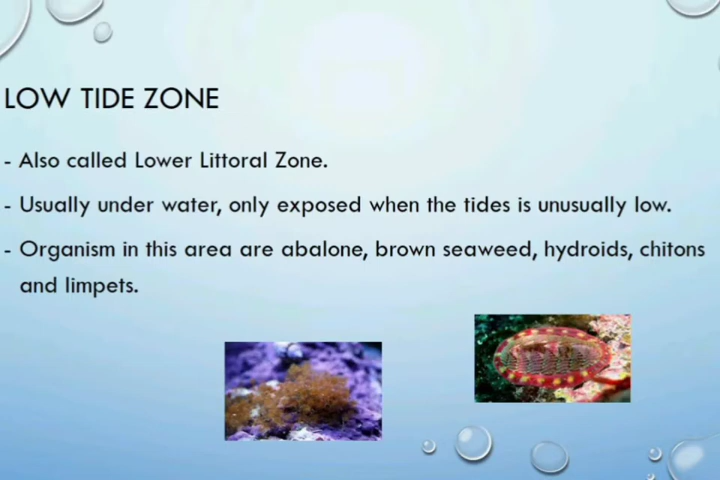 LOW TIDE ZONE
- Also called Lower Littoral Zone.
- Usually under water, only exposed when the tides is unusually low.
- Organism in this area are abalone, brown seaweed, hydroids, chitons
and limpets.